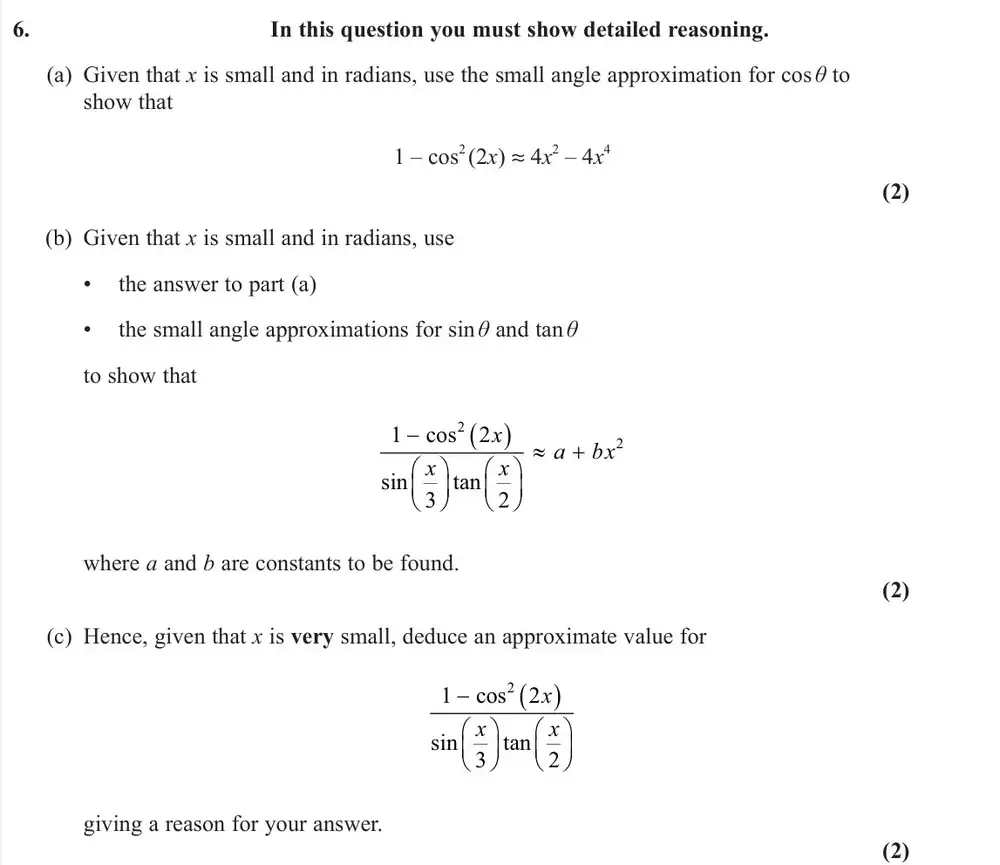 6. In this question you must show detailed reasoning.
(a) Given that x is small and in radians, use the small angle approximation for cos θ to
show that
1 – cos²(2x) ≈ 4x² – 4x⁴
(2)
(b) Given that x is small and in radians, use
• the answer to part (a)
• the small angle approximations for sin θ and tan θ
to show that
1 – cos²(2x)
≈ a + bx²
sin(x/3)tan(x/2)
where a and b are constants to be found.
(2)
(c) Hence, given that x is very small, deduce an approximate value for
1 – cos²(2x)
sin(x/3)tan(x/2)
giving a reason for your answer.
(2)